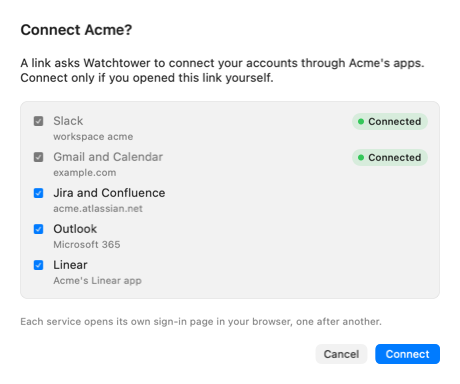 Connect Acme?
A link asks Watchtower to connect your accounts through Acme's apps.
Connect only if you opened this link yourself.
Slack
Connected
workspace acme
Gmail and Calendar
Connected
example.com
Jira and Confluence
acme.atlassian.net
Outlook
Microsoft 365
Linear
Acme's Linear app
Each service opens its own sign-in page in your browser, one after another.
Cancel
Connect